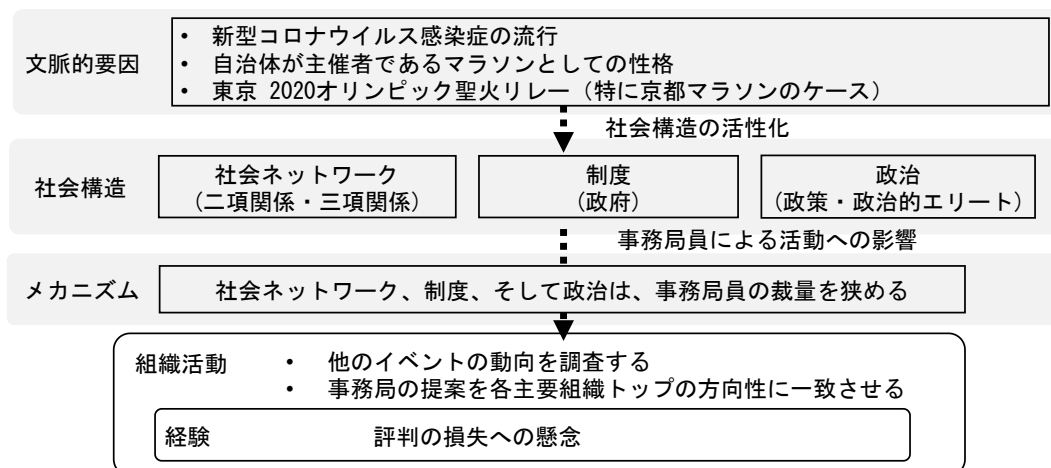 文脈的要因
• 新型コロナウイルス感染症の流行
• 自治体が主催者であるマラソンとしての性格
• 東京 2020オリンピック聖火リレー（特に京都マラソンのケース）
社会構造の活性化
社会構造
社会ネットワーク
（二項関係・三項関係）
制度
（政府）
政治
（政策・政治的エリート）
事務局員による活動への影響
メカニズム
社会ネットワーク、制度、そして政治は、事務局員の裁量を狭める
組織活動
• 他のイベントの動向を調査する
• 事務局の提案を各主要組織トップの方向性に一致させる
経験
評判の損失への懸念